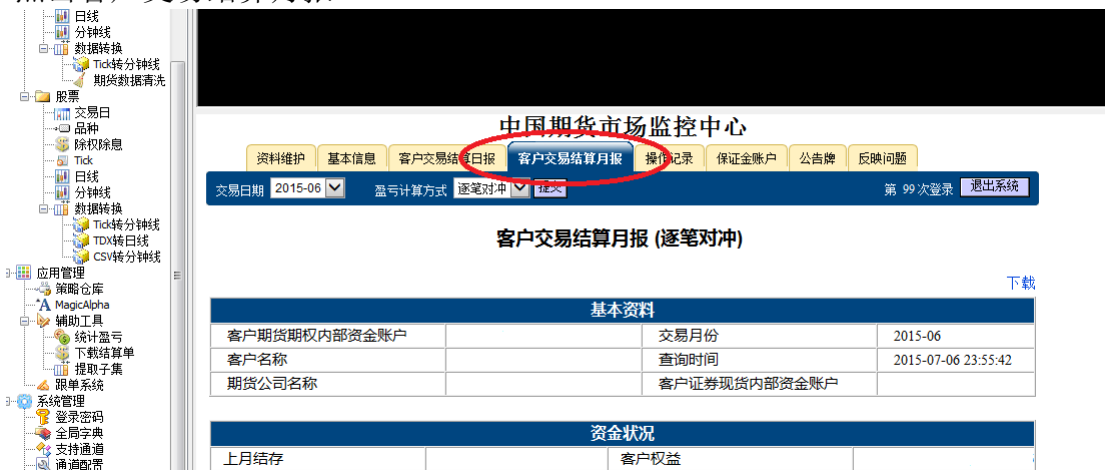 日线
分钟线
数据转换
Tick转分钟线
期货数据清洗
股票
交易日
品种
除权除息
Tick
日线
分钟线
数据转换
Tick转分钟线
TDX转日线
CSV转分钟线
应用管理
策略仓库
MagicAlpha
辅助工具
统计盈亏
下载结算单
提取子集
跟单系统
系统管理
登录密码
全局字典
支持通道
通道配置
中国期货市场监控中心
资料维护 基本信息 客户交易结算日报 客户交易结算月报 操作记录 保证金账户 公告牌 反映问题
交易日期 2015-06 盈亏计算方式 逐笔对冲 提交 第 99 次登录 退出系统
客户交易结算月报 (逐笔对冲)
下载
基本资料
客户期货期权内部资金账户 交易月份 2015-06
客户名称 查询时间 2015-07-06 23:55:42
期货公司名称 客户证券现货内部资金账户
资金状况
上月结存 客户权益